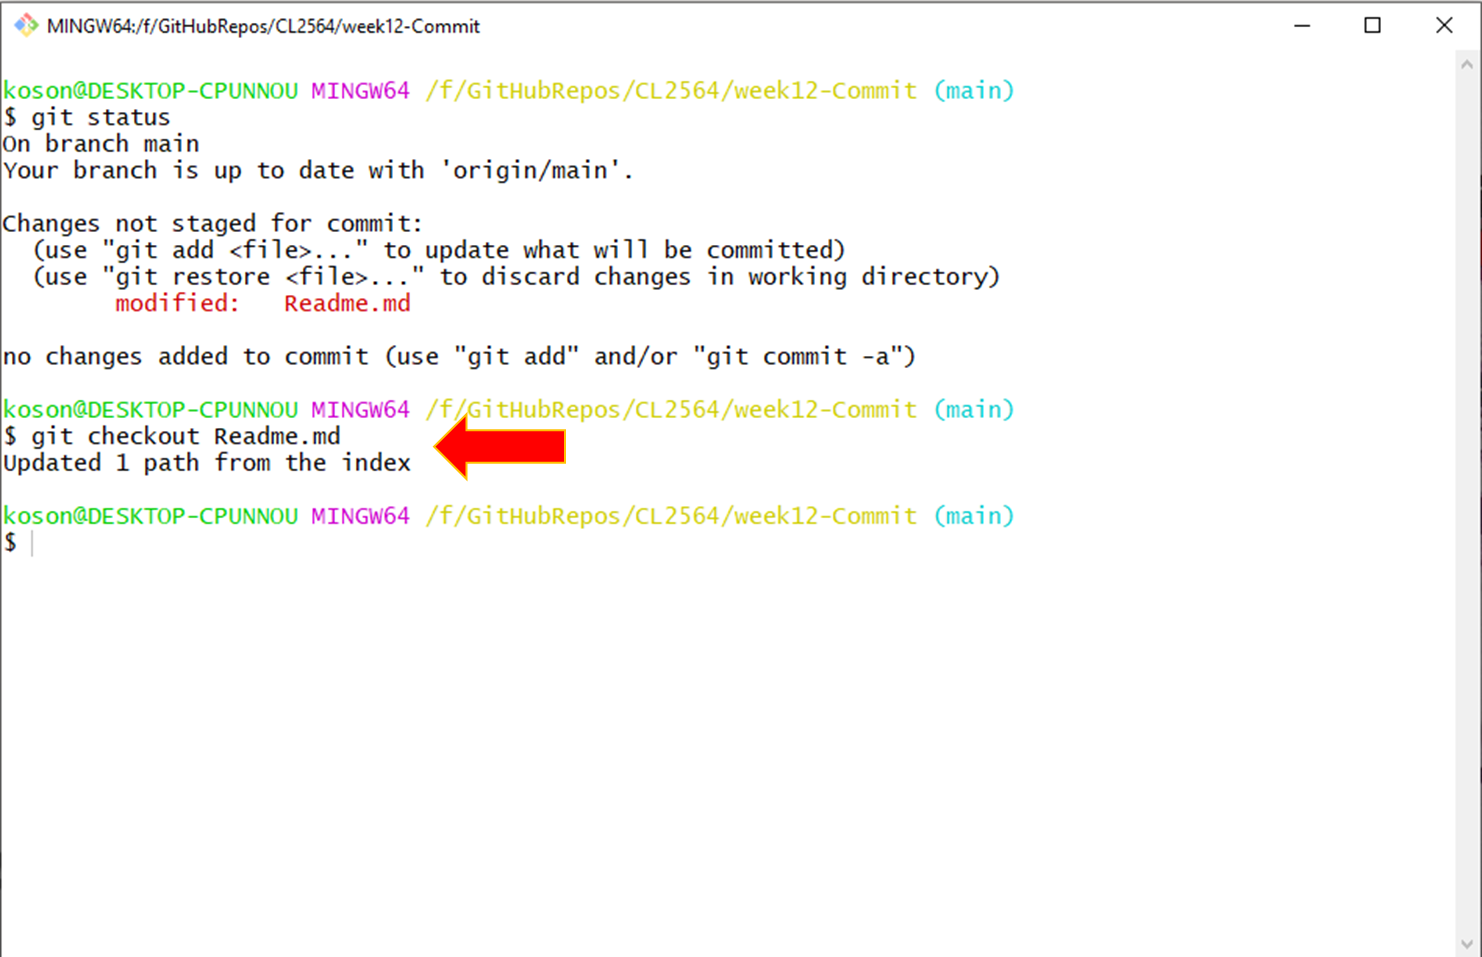 MINGW64:/f/GitHubRepos/CL2564/week12-Commit
koson@DESKTOP-CPUNNOU MINGW64 /f/GitHubRepos/CL2564/week12-Commit (main)
$ git status
On branch main
Your branch is up to date with 'origin/main'.
Changes not staged for commit:
(use "git add <file>..." to update what will be committed)
(use "git restore <file>..." to discard changes in working directory)
modified: Readme.md
no changes added to commit (use "git add" and/or "git commit -a")
koson@DESKTOP-CPUNNOU MINGW64 /f/GitHubRepos/CL2564/week12-Commit (main)
$ git checkout Readme.md
Updated 1 path from the index
koson@DESKTOP-CPUNNOU MINGW64 /f/GitHubRepos/CL2564/week12-Commit (main)
$